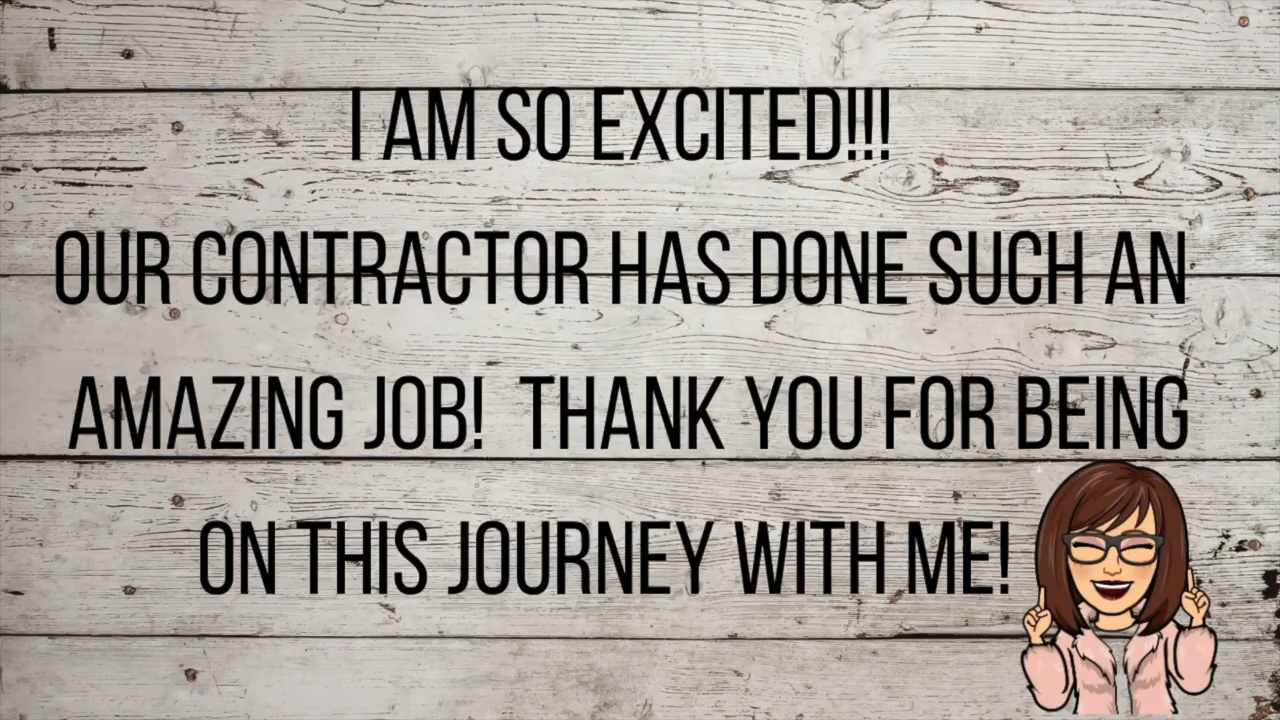 I AM SO EXCITED!!!
OUR CONTRACTOR HAS DONE SUCH AN
AMAZING JOB! THANK YOU FOR BEING
ON THIS JOURNEY WITH ME!